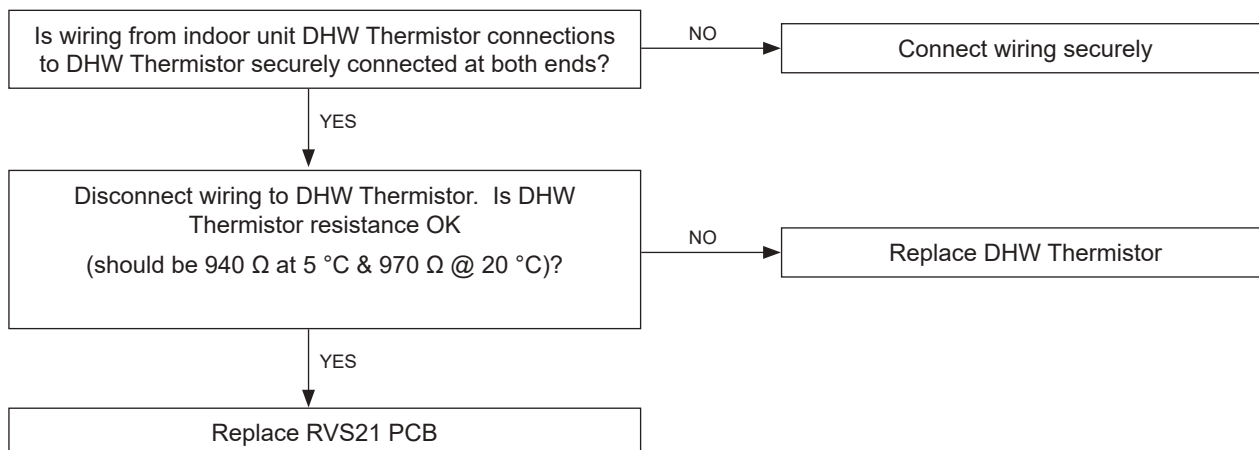 Is wiring from indoor unit DHW Thermistor connections
to DHW Thermistor securely connected at both ends?
NO
Connect wiring securely
YES
Disconnect wiring to DHW Thermistor.  Is DHW
Thermistor resistance OK
(should be 940 Ω at 5 °C & 970 Ω @ 20 °C)?
NO
Replace DHW Thermistor
YES
Replace RVS21 PCB